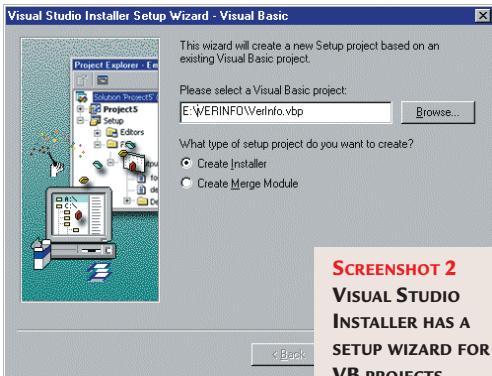 Visual Studio Installer Setup Wizard - Visual Basic
This wizard will create a new Setup project based on an
existing Visual Basic project.
Please select a Visual Basic project:
E:\VERINFO\VerInfo.vbp
Browse...
What type of setup project do you want to create?
Create Installer
Create Merge Module
Project Explorer - Em
Solution 'Project5' (
Project5
Setup
Editors
< Back
SCREENSHOT 2
VISUAL STUDIO
INSTALLER HAS A
SETUP WIZARD FOR
VB PROJECTS